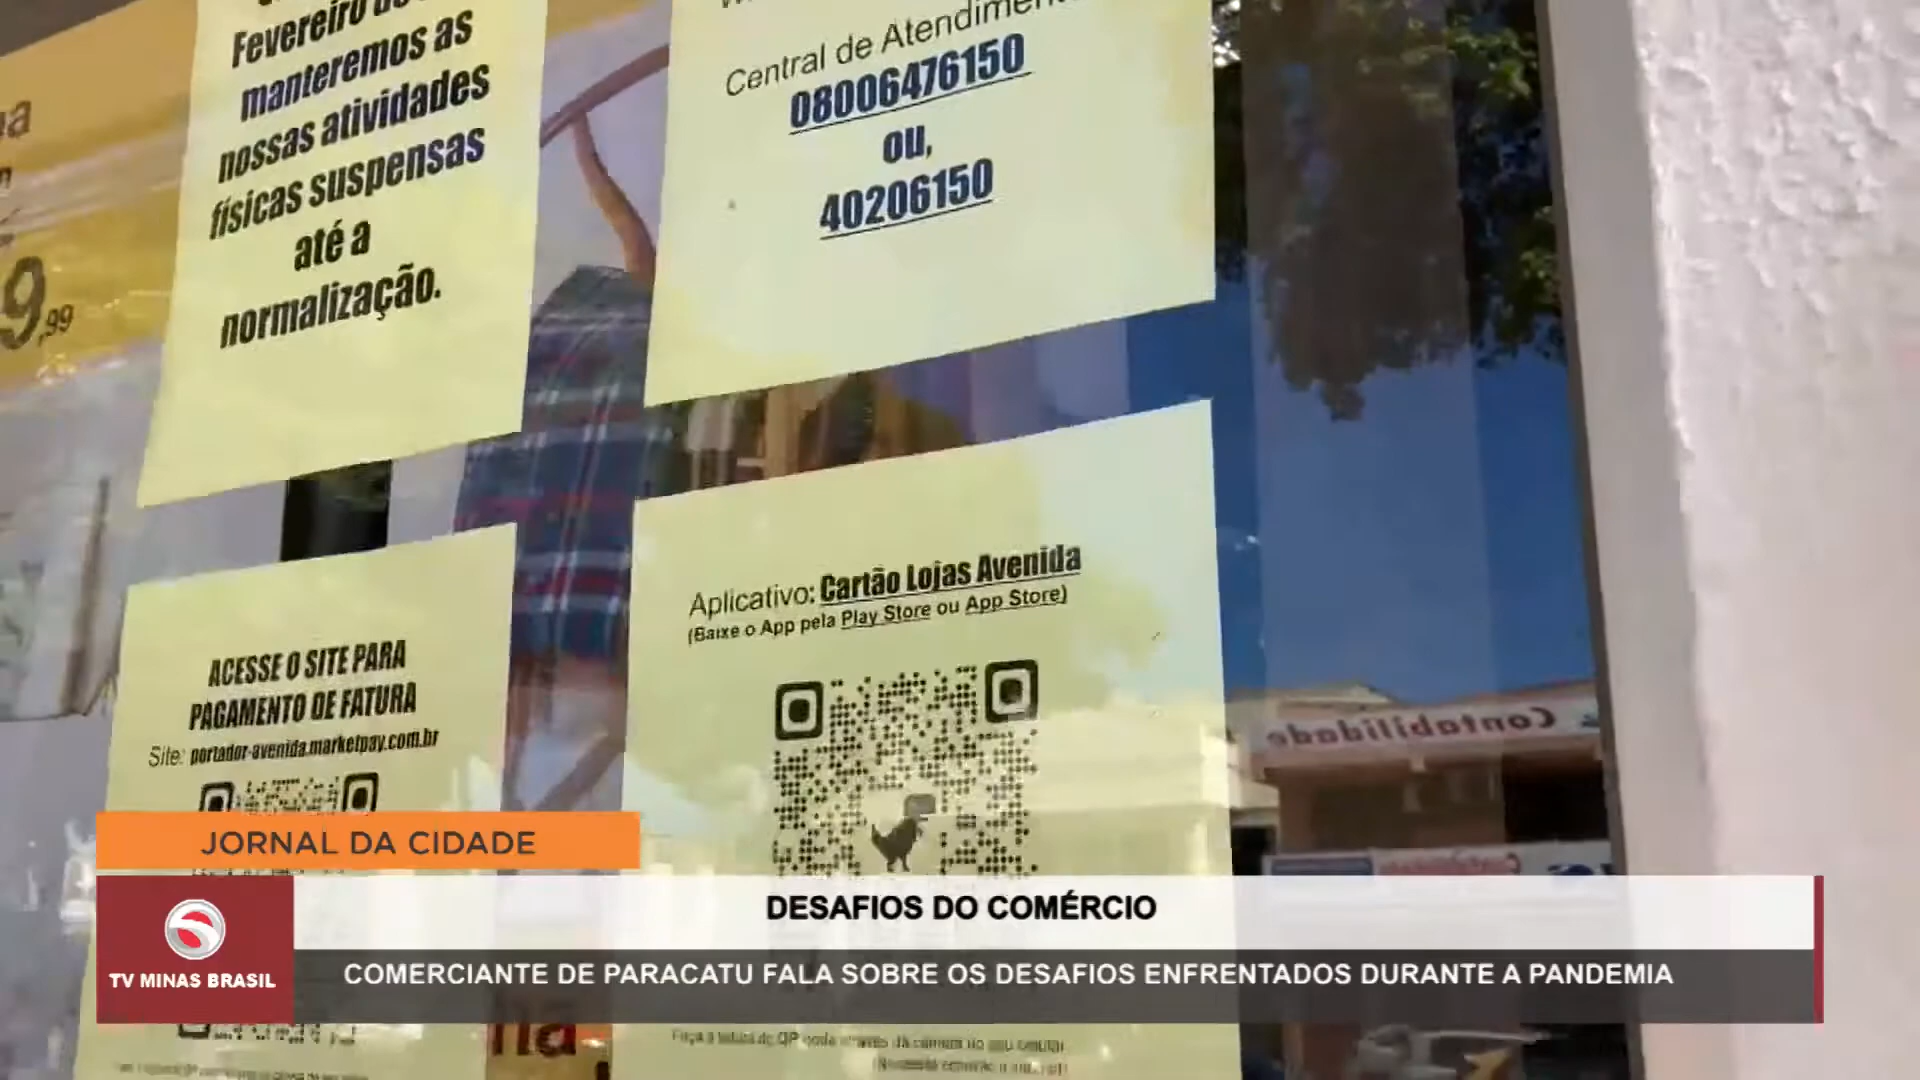 Fevereiro
manteremos as
nossas atividades
físicas suspensas
até a
normalização.
Central de Atendimento
08006476150
ou,
40206150
9,99
Aplicativo: Cartão Lojas Avenida
(Baixe o App pela Play Store ou App Store)
ACESSE O SITE PARA
PAGAMENTO DE FATURA
Site: portador-avenida.marketpay.com.br
Contabilidade
JORNAL DA CIDADE
DESAFIOS DO COMÉRCIO
TV MINAS BRASIL
COMERCIANTE DE PARACATU FALA SOBRE OS DESAFIOS ENFRENTADOS DURANTE A PANDEMIA